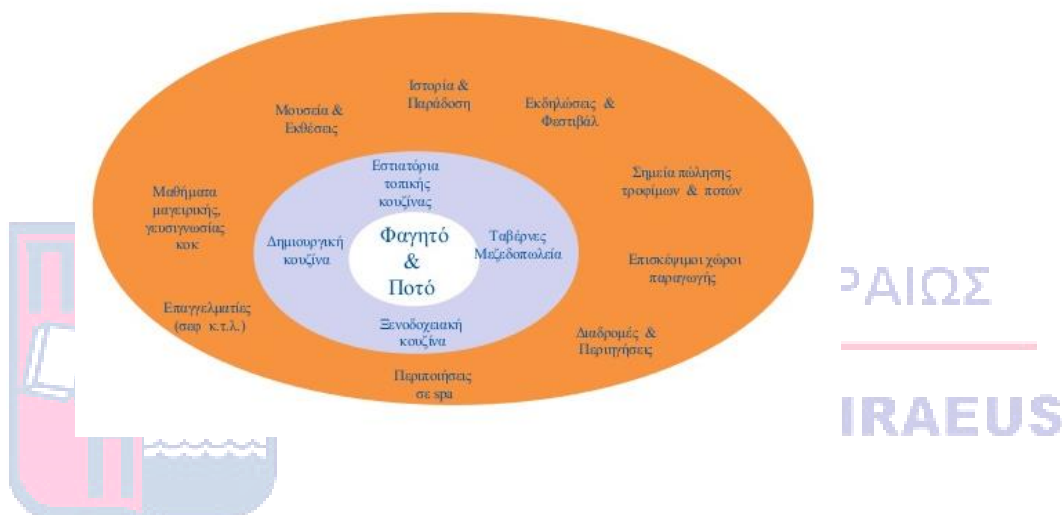 Ιστορία &
Παράδοση
Εκδηλώσεις &
Φεστιβάλ
Μουσεία &
Εκθέσεις
Σημεία πώλησης
τροφίμων & ποτών
Εστιατόρια
τοπικής
κουζίνας
Μαθήματα
μαγειρικής,
γευσιγνωσίας
κοκ
Δημιουργική
κουζίνα
Φαγητό
&
Ποτό
Ταβέρνες
Μεζεδοπωλεία
Επισκέψιμοι χώροι
παραγωγής
Επαγγελματίες
(σεφ κ.τ.λ.)
Ξενοδοχειακή
κουζίνα
Διαδρομές &
Περιηγήσεις
Περιποιήσεις
σε spa
ΡΑΙΩΣ
IRAEUS